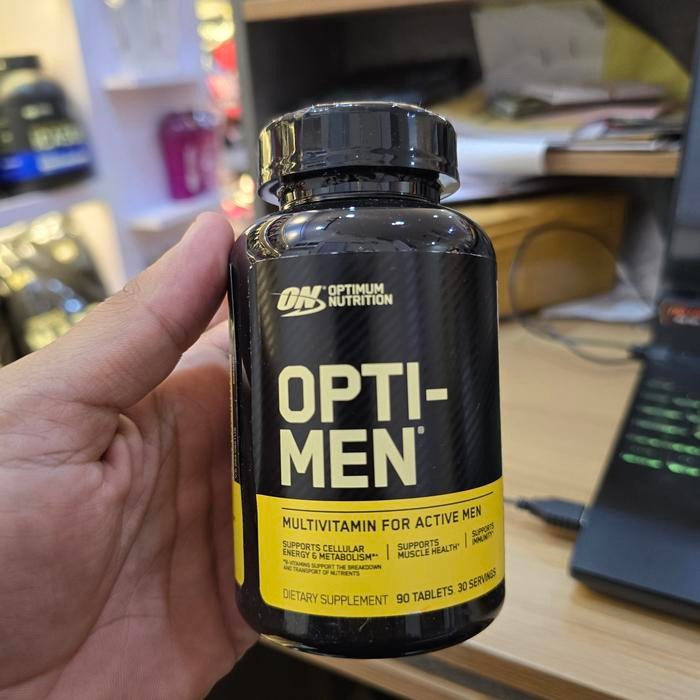 ON® OPTIMUM
NUTRITION
OPTI-
MEN®
MULTIVITAMIN FOR ACTIVE MEN
SUPPORTS CELLULAR
ENERGY & METABOLISM**
*B-VITAMINS SUPPORT THE BREAKDOWN
AND TRANSPORT OF NUTRIENTS
SUPPORTS
MUSCLE HEALTH*
SUPPORTS
IMMUNITY*
DIETARY SUPPLEMENT 90 TABLETS 30 SERVINGS